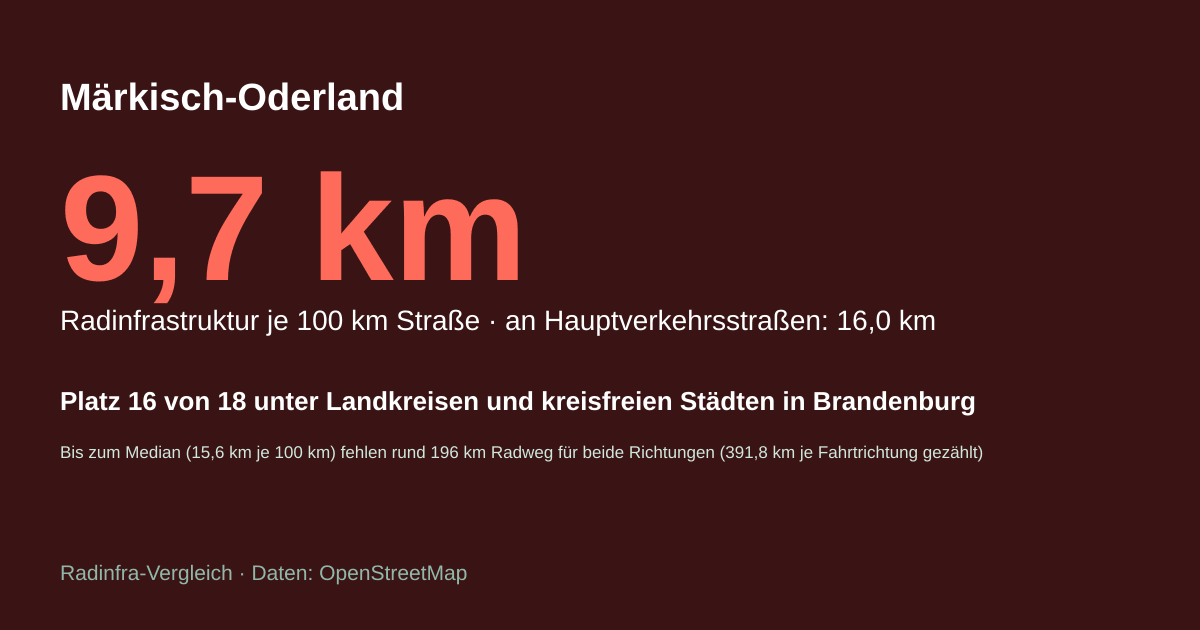 Märkisch-Oderland
9,7 km
Radinfrastruktur je 100 km Straße · an Hauptverkehrsstraßen: 16,0 km
Platz 16 von 18 unter Landkreisen und kreisfreien Städten in Brandenburg
Bis zum Median (15,6 km je 100 km) fehlen rund 196 km Radweg für beide Richtungen (391,8 km je Fahrtrichtung gezählt)
Radinfra-Vergleich · Daten: OpenStreetMap